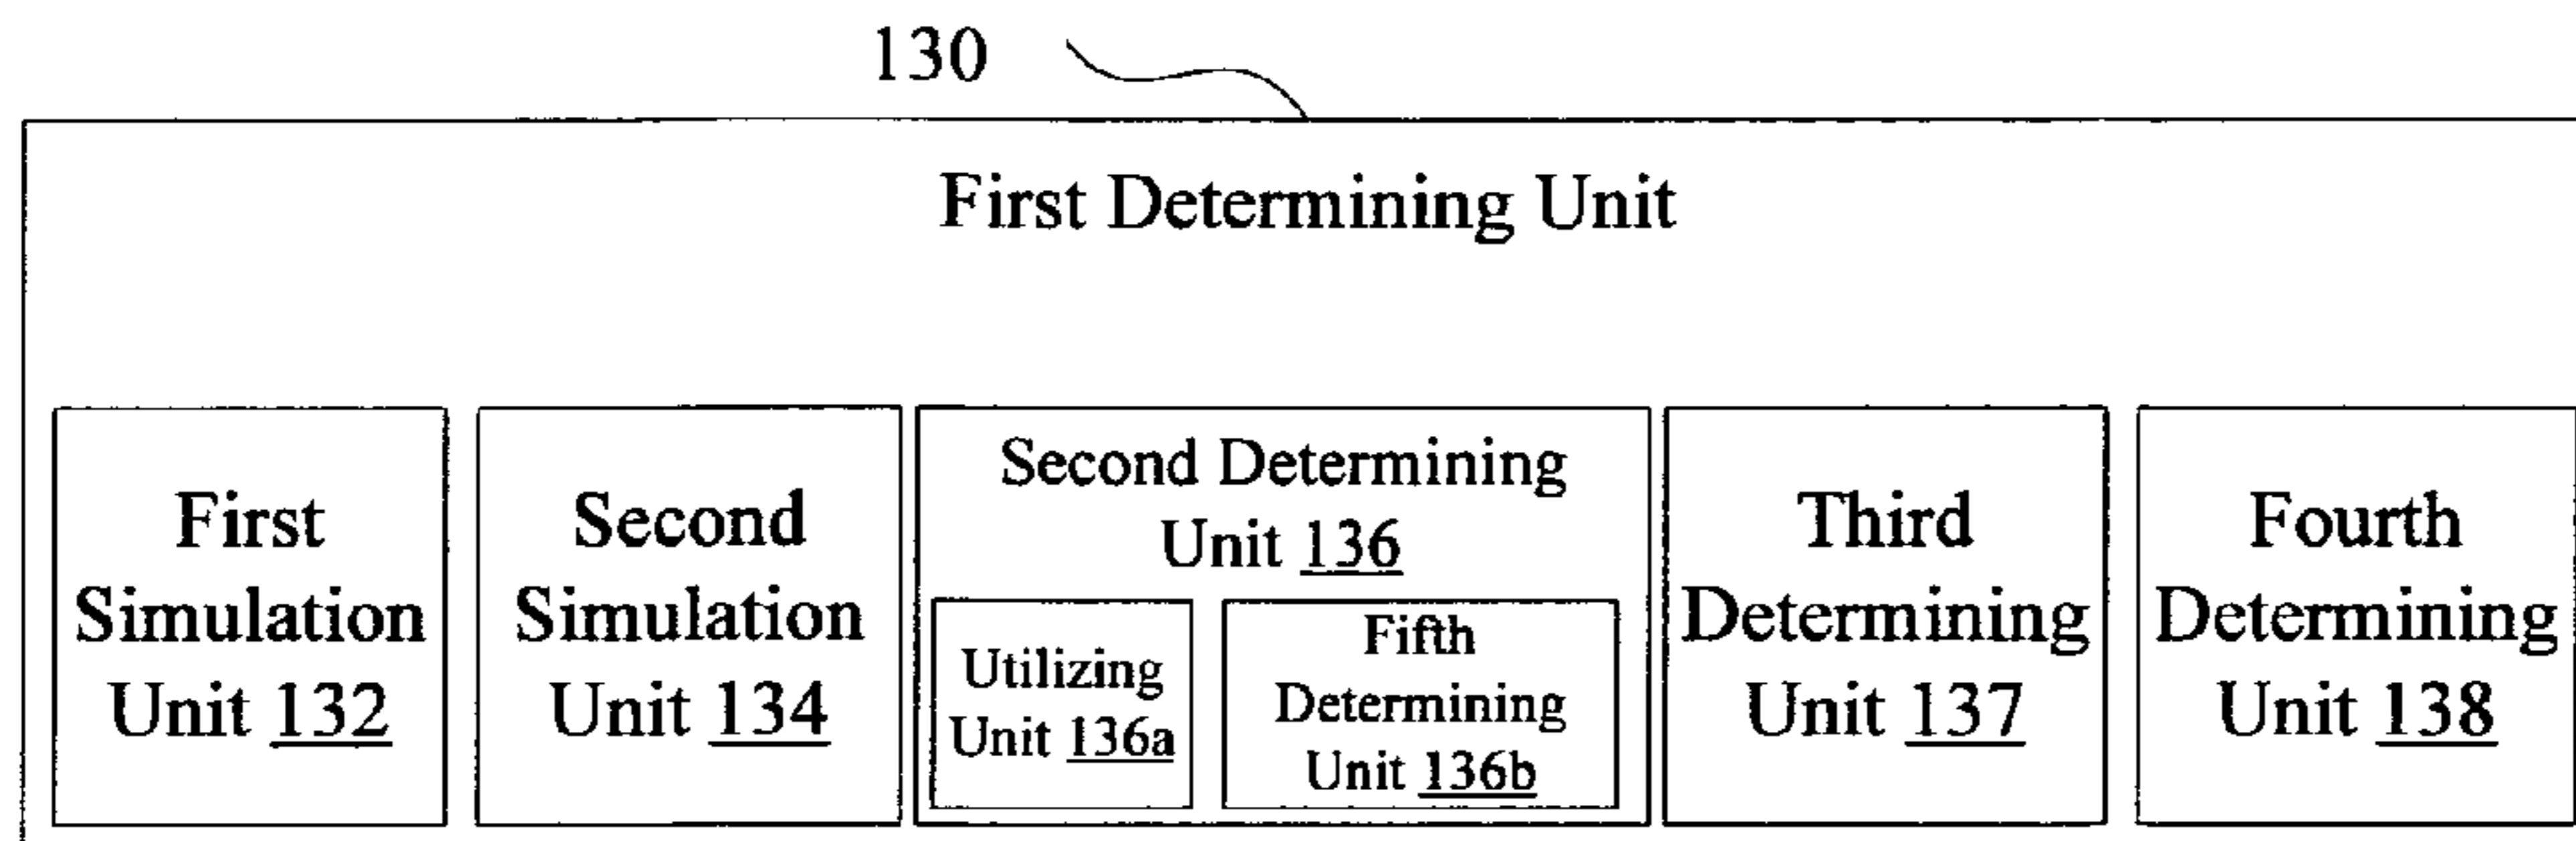 130
First Determining Unit
First
Simulation
Unit 132
Second
Simulation
Unit 134
Second Determining
Unit 136
Utilizing
Unit 136a
Fifth
Determining
Unit 136b
Third
Determining
Unit 137
Fourth
Determining
Unit 138